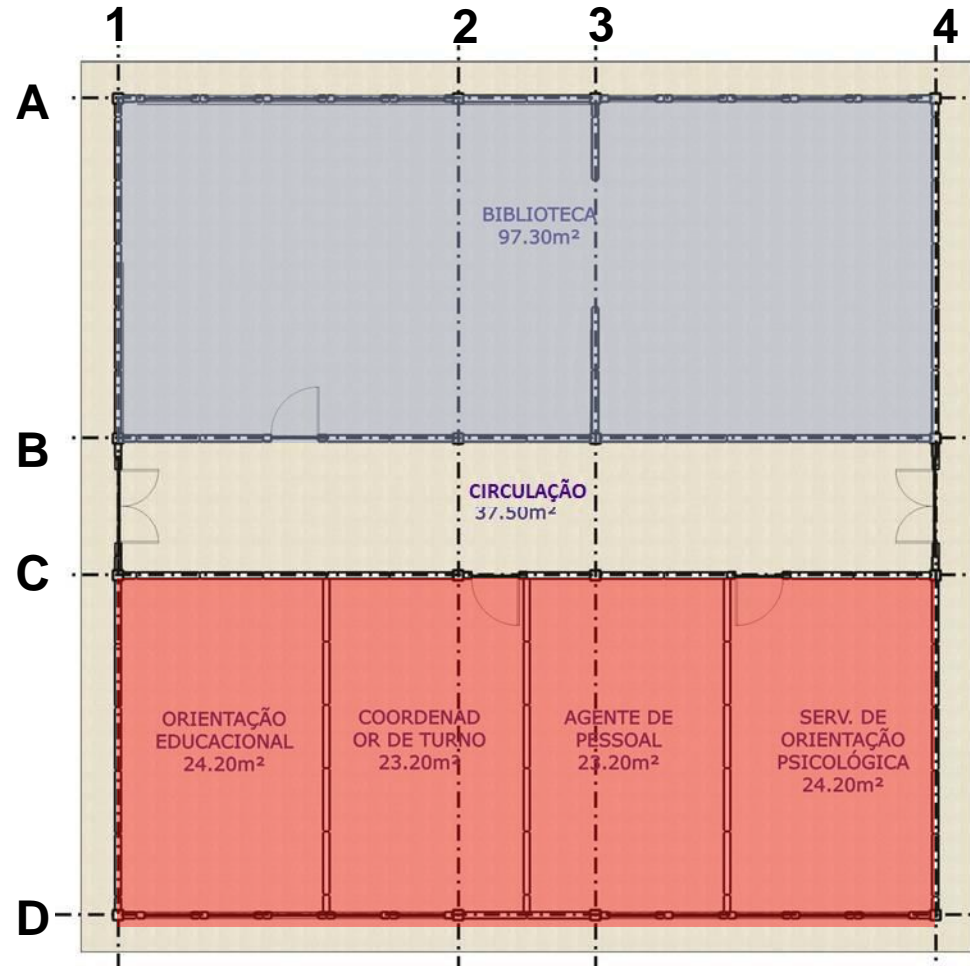 1 2 3 4
A
BIBLIOTECA
97.30m²
B
CIRCULAÇÃO
37.50m²
C
ORIENTAÇÃO
EDUCACIONAL
24.20m²
COORDENAD
OR DE TURNO
23.20m²
AGENTE DE
PESSOAL
23.20m²
SERV. DE
ORIENTAÇÃO
PSICOLÓGICA
24.20m²
D